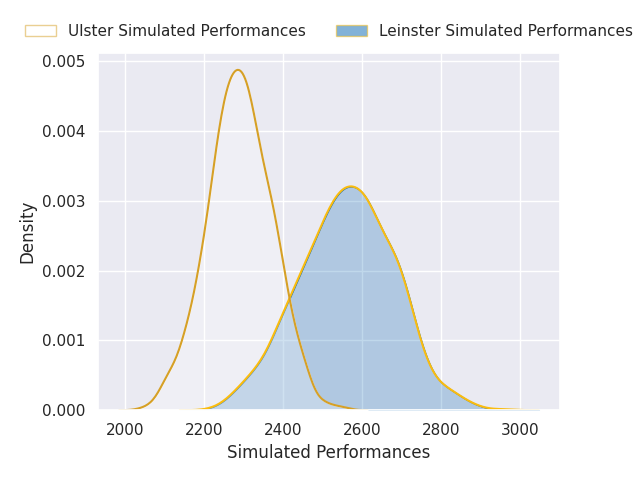 Ulster Simulated Performances
Leinster Simulated Performances
0.005
0.004
0.003
0.002
0.001
0.000
Density
2000 2200 2400 2600 2800 3000
Simulated Performances